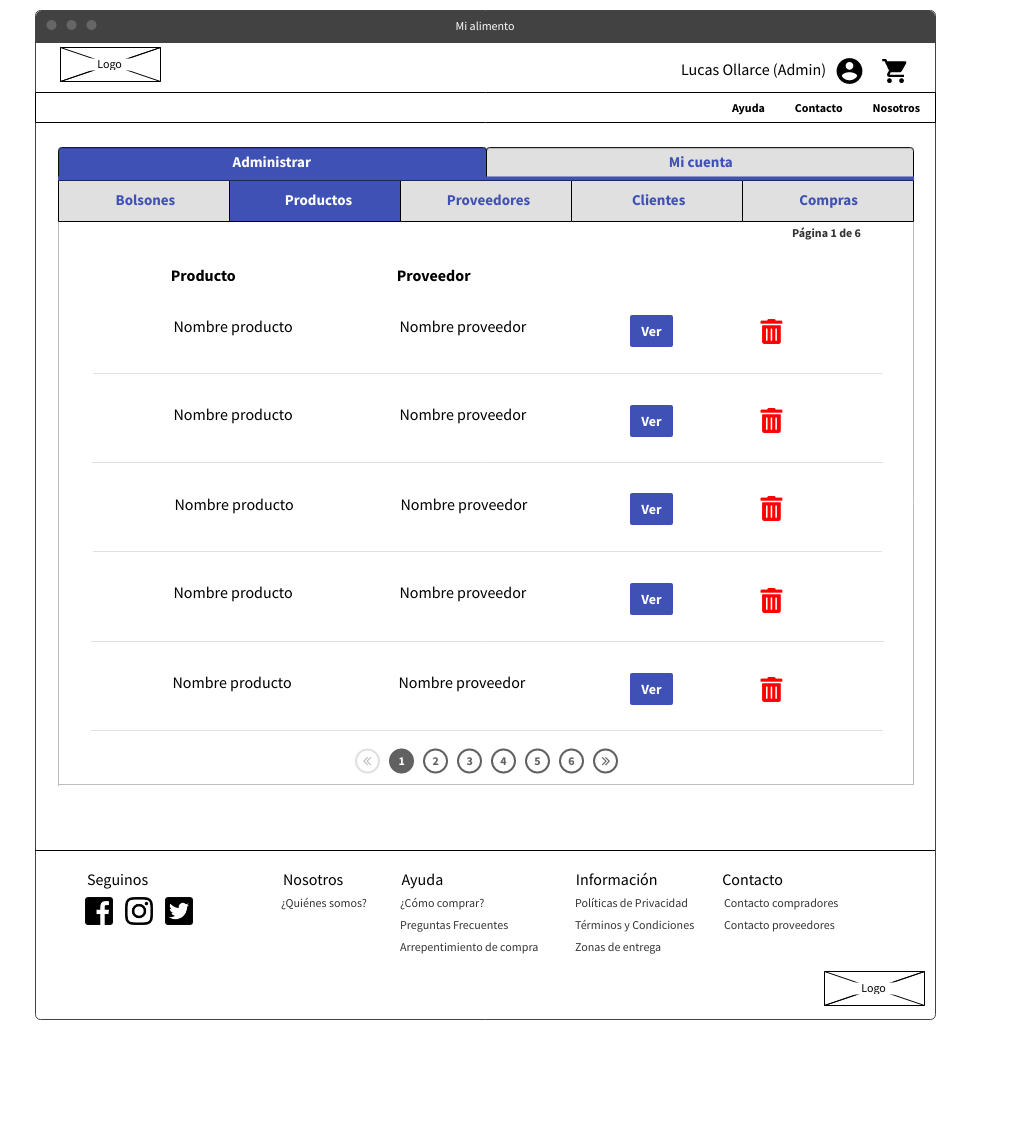 Mi alimento
Logo
Lucas Ollarce (Admin)
Ayuda Contacto Nosotros
Administrar Mi cuenta
Bolsones Productos Proveedores Clientes Compras
Página 1 de 6
Producto Proveedor
Nombre producto Nombre proveedor Ver
Nombre producto Nombre proveedor Ver
Nombre producto Nombre proveedor Ver
Nombre producto Nombre proveedor Ver
Nombre producto Nombre proveedor Ver
« 1 2 3 4 5 6 »
Seguinos Nosotros Ayuda Información Contacto
¿Quiénes somos? ¿Cómo comprar? Políticas de Privacidad Contacto compradores
Preguntas Frecuentes Términos y Condiciones Contacto proveedores
Arrepentimiento de compra Zonas de entrega
Logo